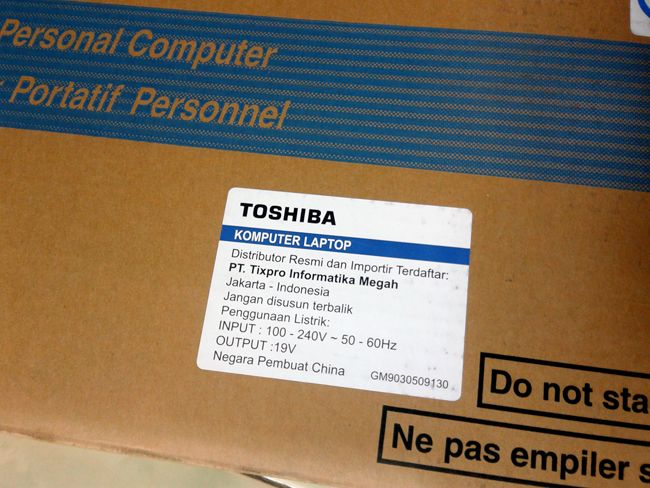 Personal Computer
Portatif Personnel
TOSHIBA
KOMPUTER LAPTOP
Distributor Resmi dan Importir Terdaftar:
PT. Tixpro Informatika Megah
Jakarta - Indonesia
Jangan disusun terbalik
Penggunaan Listrik:
INPUT : 100 - 240V ~ 50 - 60Hz
OUTPUT :19V
Negara Pembuat China
GM9030509130
Do not sta
Ne pas empiler s